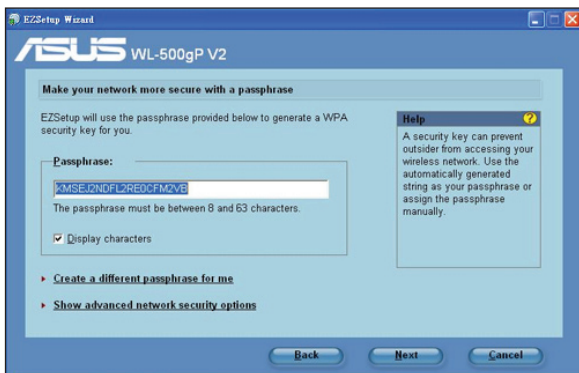 EZSetup Wizard
ASUS WL-500gP V2
Make your network more secure with a passphrase
EZSetup will use the passphrase provided below to generate a WPA
security key for you.
Passphrase:
KMSEJ2NDFL2RE0CFM2VB
The passphrase must be between 8 and 63 characters.
Display characters
Create a different passphrase for me
Show advanced network security options
Help
A security key can prevent
outsider from accessing your
wireless network. Use the
automatically generated
string as your passphrase or
assign the passphrase
manually.
Back Next Cancel